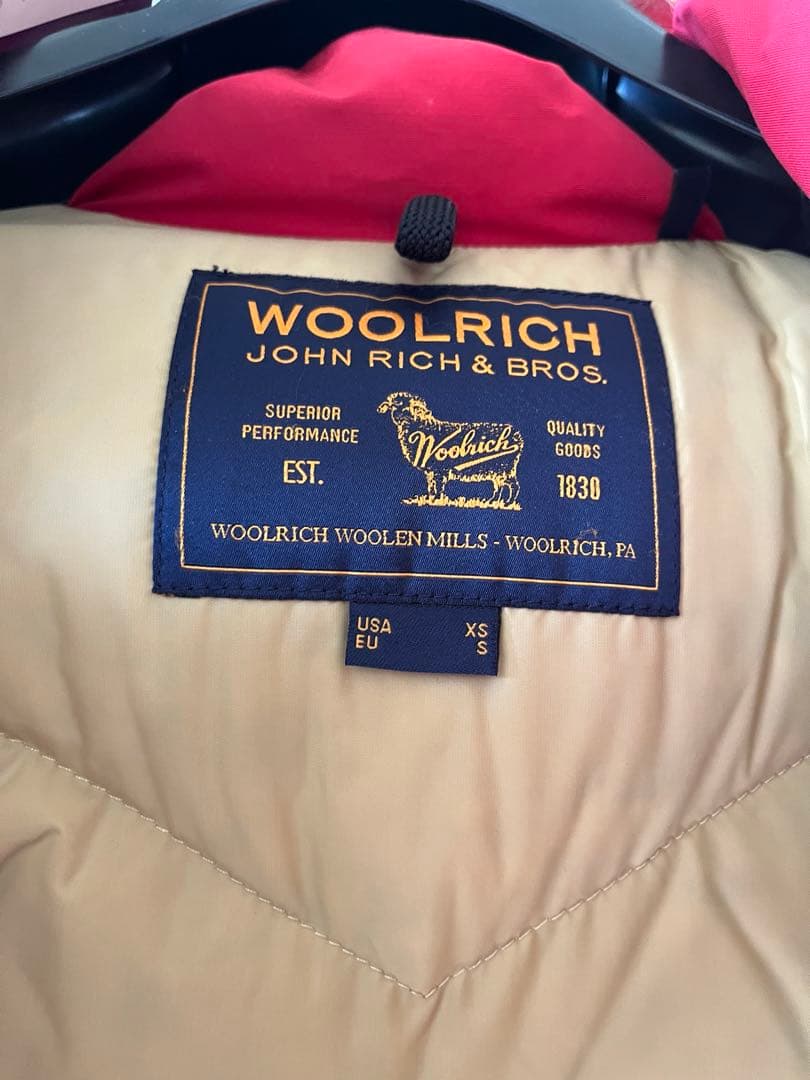 WOOLRICH
JOHN RICH & BROS.
SUPERIOR
PERFORMANCE
EST.
Woolrich
QUALITY
GOODS
1830
WOOLRICH WOOLEN MILLS - WOOLRICH, PA
USA XS
EU S